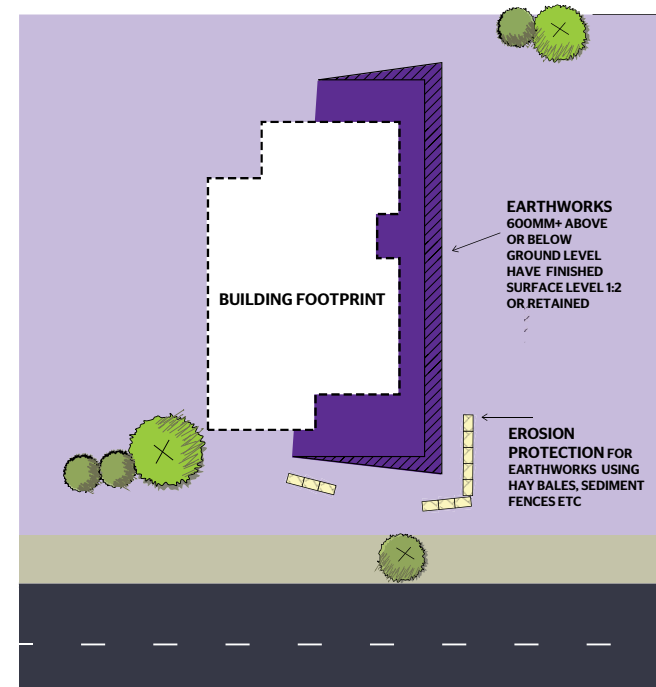 EARTHWORKS
600MM+ ABOVE
OR BELOW
GROUND LEVEL
HAVE FINISHED
SURFACE LEVEL 1:2
OR RETAINED
BUILDING FOOTPRINT
EROSION
PROTECTION FOR
EARTHWORKS USING
HAY BALES, SEDIMENT
FENCES ETC